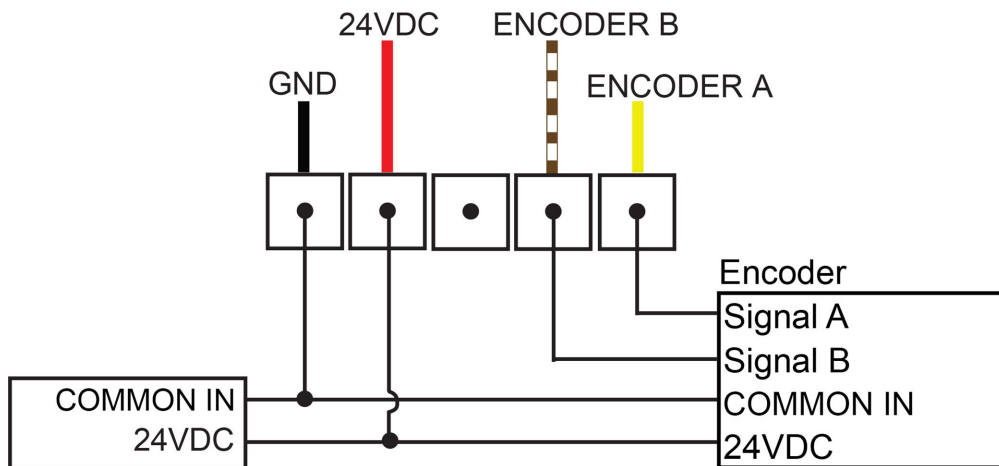 24VDC
ENCODER B
GND
ENCODER A
Encoder
Signal A
Signal B
COMMON IN
24VDC
COMMON IN
24VDC